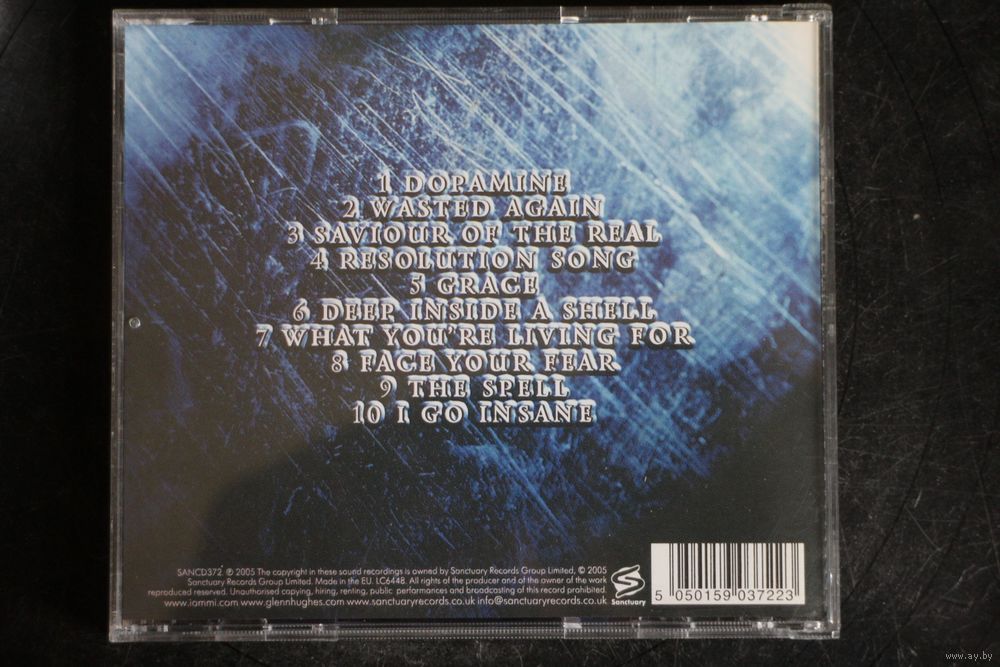 1 DOPAMINE
2 WASTED AGAIN
3 SAVIOUR OF THE REAL
4 RESOLUTION SONG
5 GRACE
6 DEEP INSIDE A SHELL
7 WHAT YOU'RE LIVING FOR
8 FACE YOUR FEAR
9 THE SPELL
10 I GO INSANE
SANCD372 ℗ 2005 The copyright in these sound recordings is owned by Sanctuary Records Group Limited, © 2005
Sanctuary Records Group Limited. Made in the EU. LC6448. All rights of the producer and of the owner of the work
reproduced reserved. Unauthorised copying, hiring, renting, public performances and broadcasting of this record prohibited.
www.iommi.com www.glennhughes.com www.sanctuaryrecords.co.uk info@sanctuaryrecords.co.uk
Sanctuary
5 050159 037223
www.ay.by